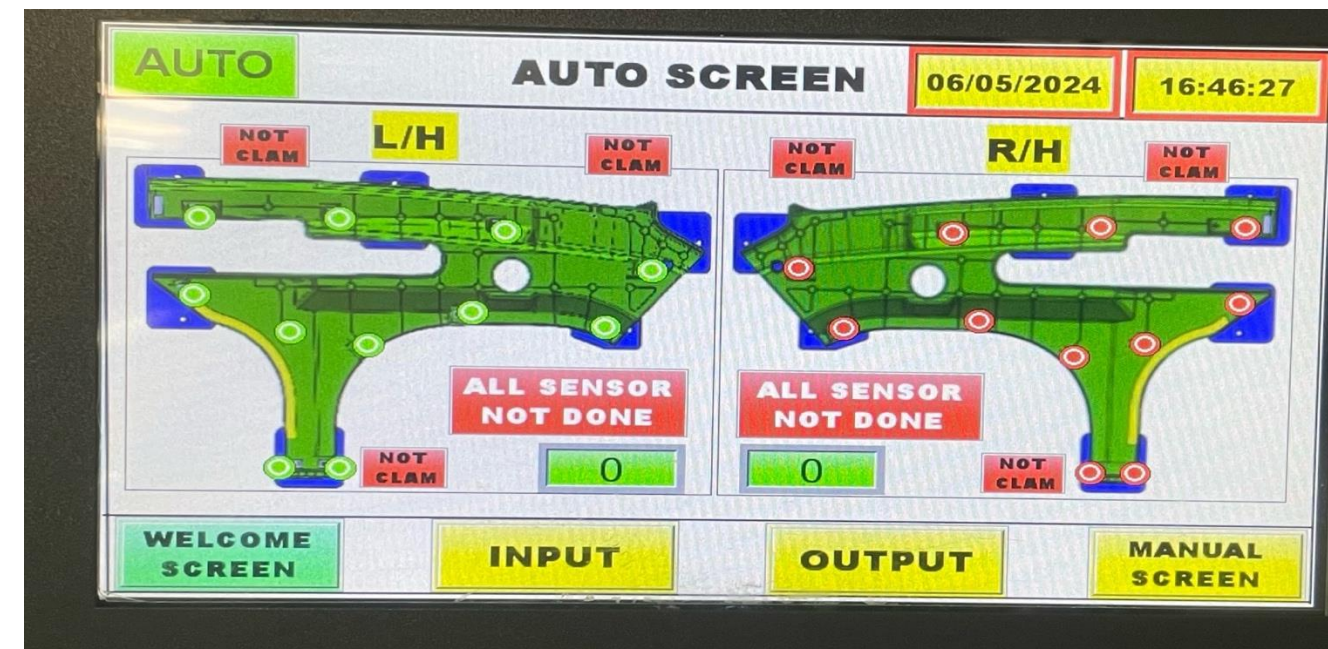 AUTO
AUTO SCREEN
06/05/2024
16:46:27
NOT
CLAM
L/H
NOT
CLAM
NOT
CLAM
R/H
NOT
CLAM
ALL SENSOR
NOT DONE
ALL SENSOR
NOT DONE
NOT
CLAM
0
0
NOT
CLAM
WELCOME
SCREEN
INPUT
OUTPUT
MANUAL
SCREEN